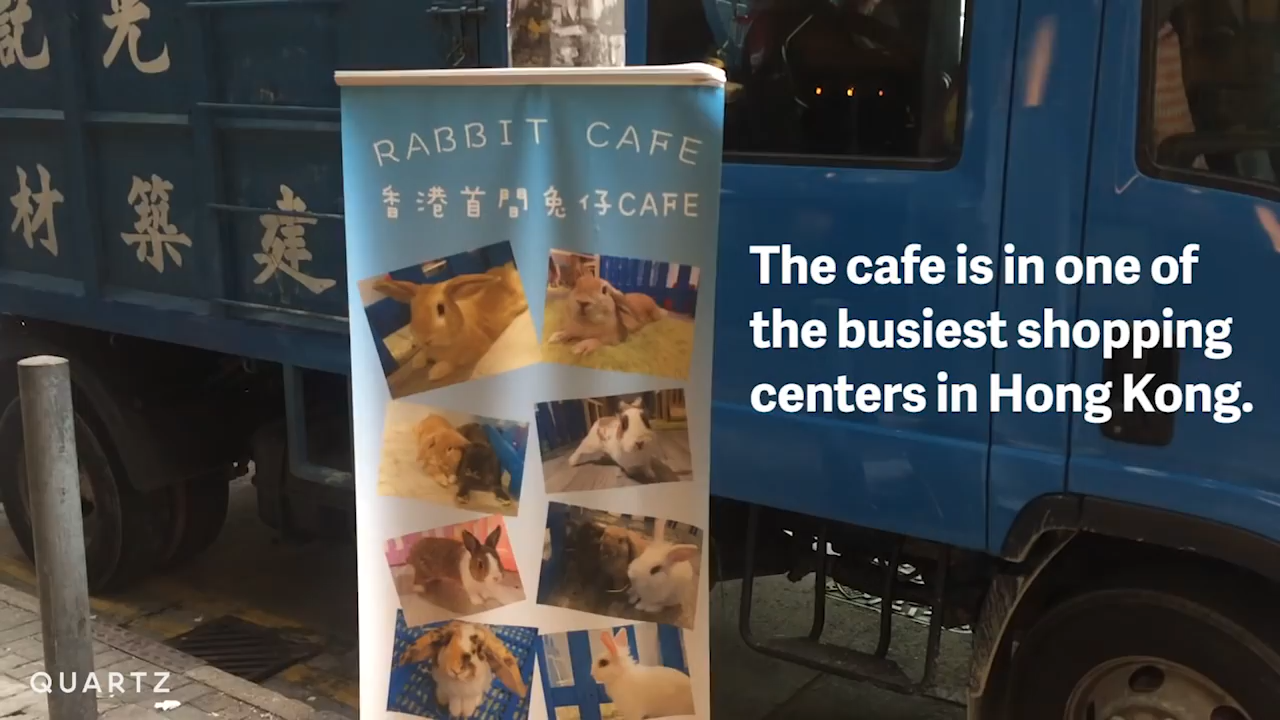 光
材 築 建
RABBIT CAFE
香港首間兔仔CAFE
The cafe is in one of
the busiest shopping
centers in Hong Kong.
QUARTZ